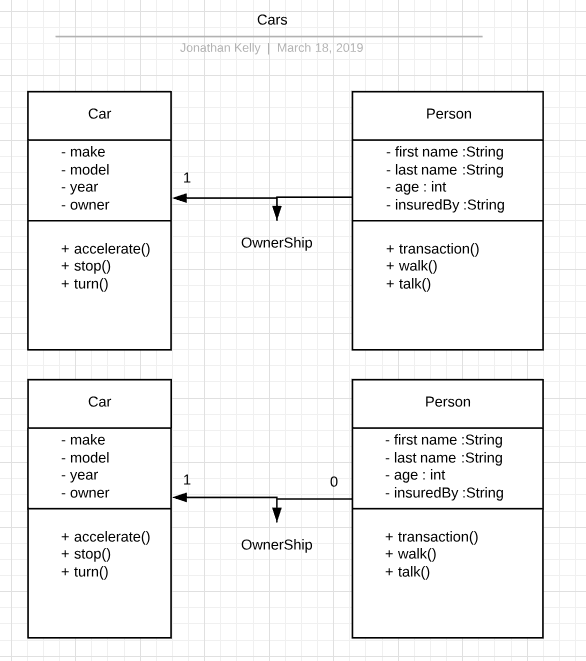 Cars
Jonathan Kelly | March 18, 2019
Car
- make
- model
- year
- owner
+ accelerate()
+ stop()
+ turn()
1
OwnerShip
Person
- first name :String
- last name :String
- age : int
- insuredBy :String
+ transaction()
+ walk()
+ talk()
Car
- make
- model
- year
- owner
+ accelerate()
+ stop()
+ turn()
1
0
OwnerShip
Person
- first name :String
- last name :String
- age : int
- insuredBy :String
+ transaction()
+ walk()
+ talk()